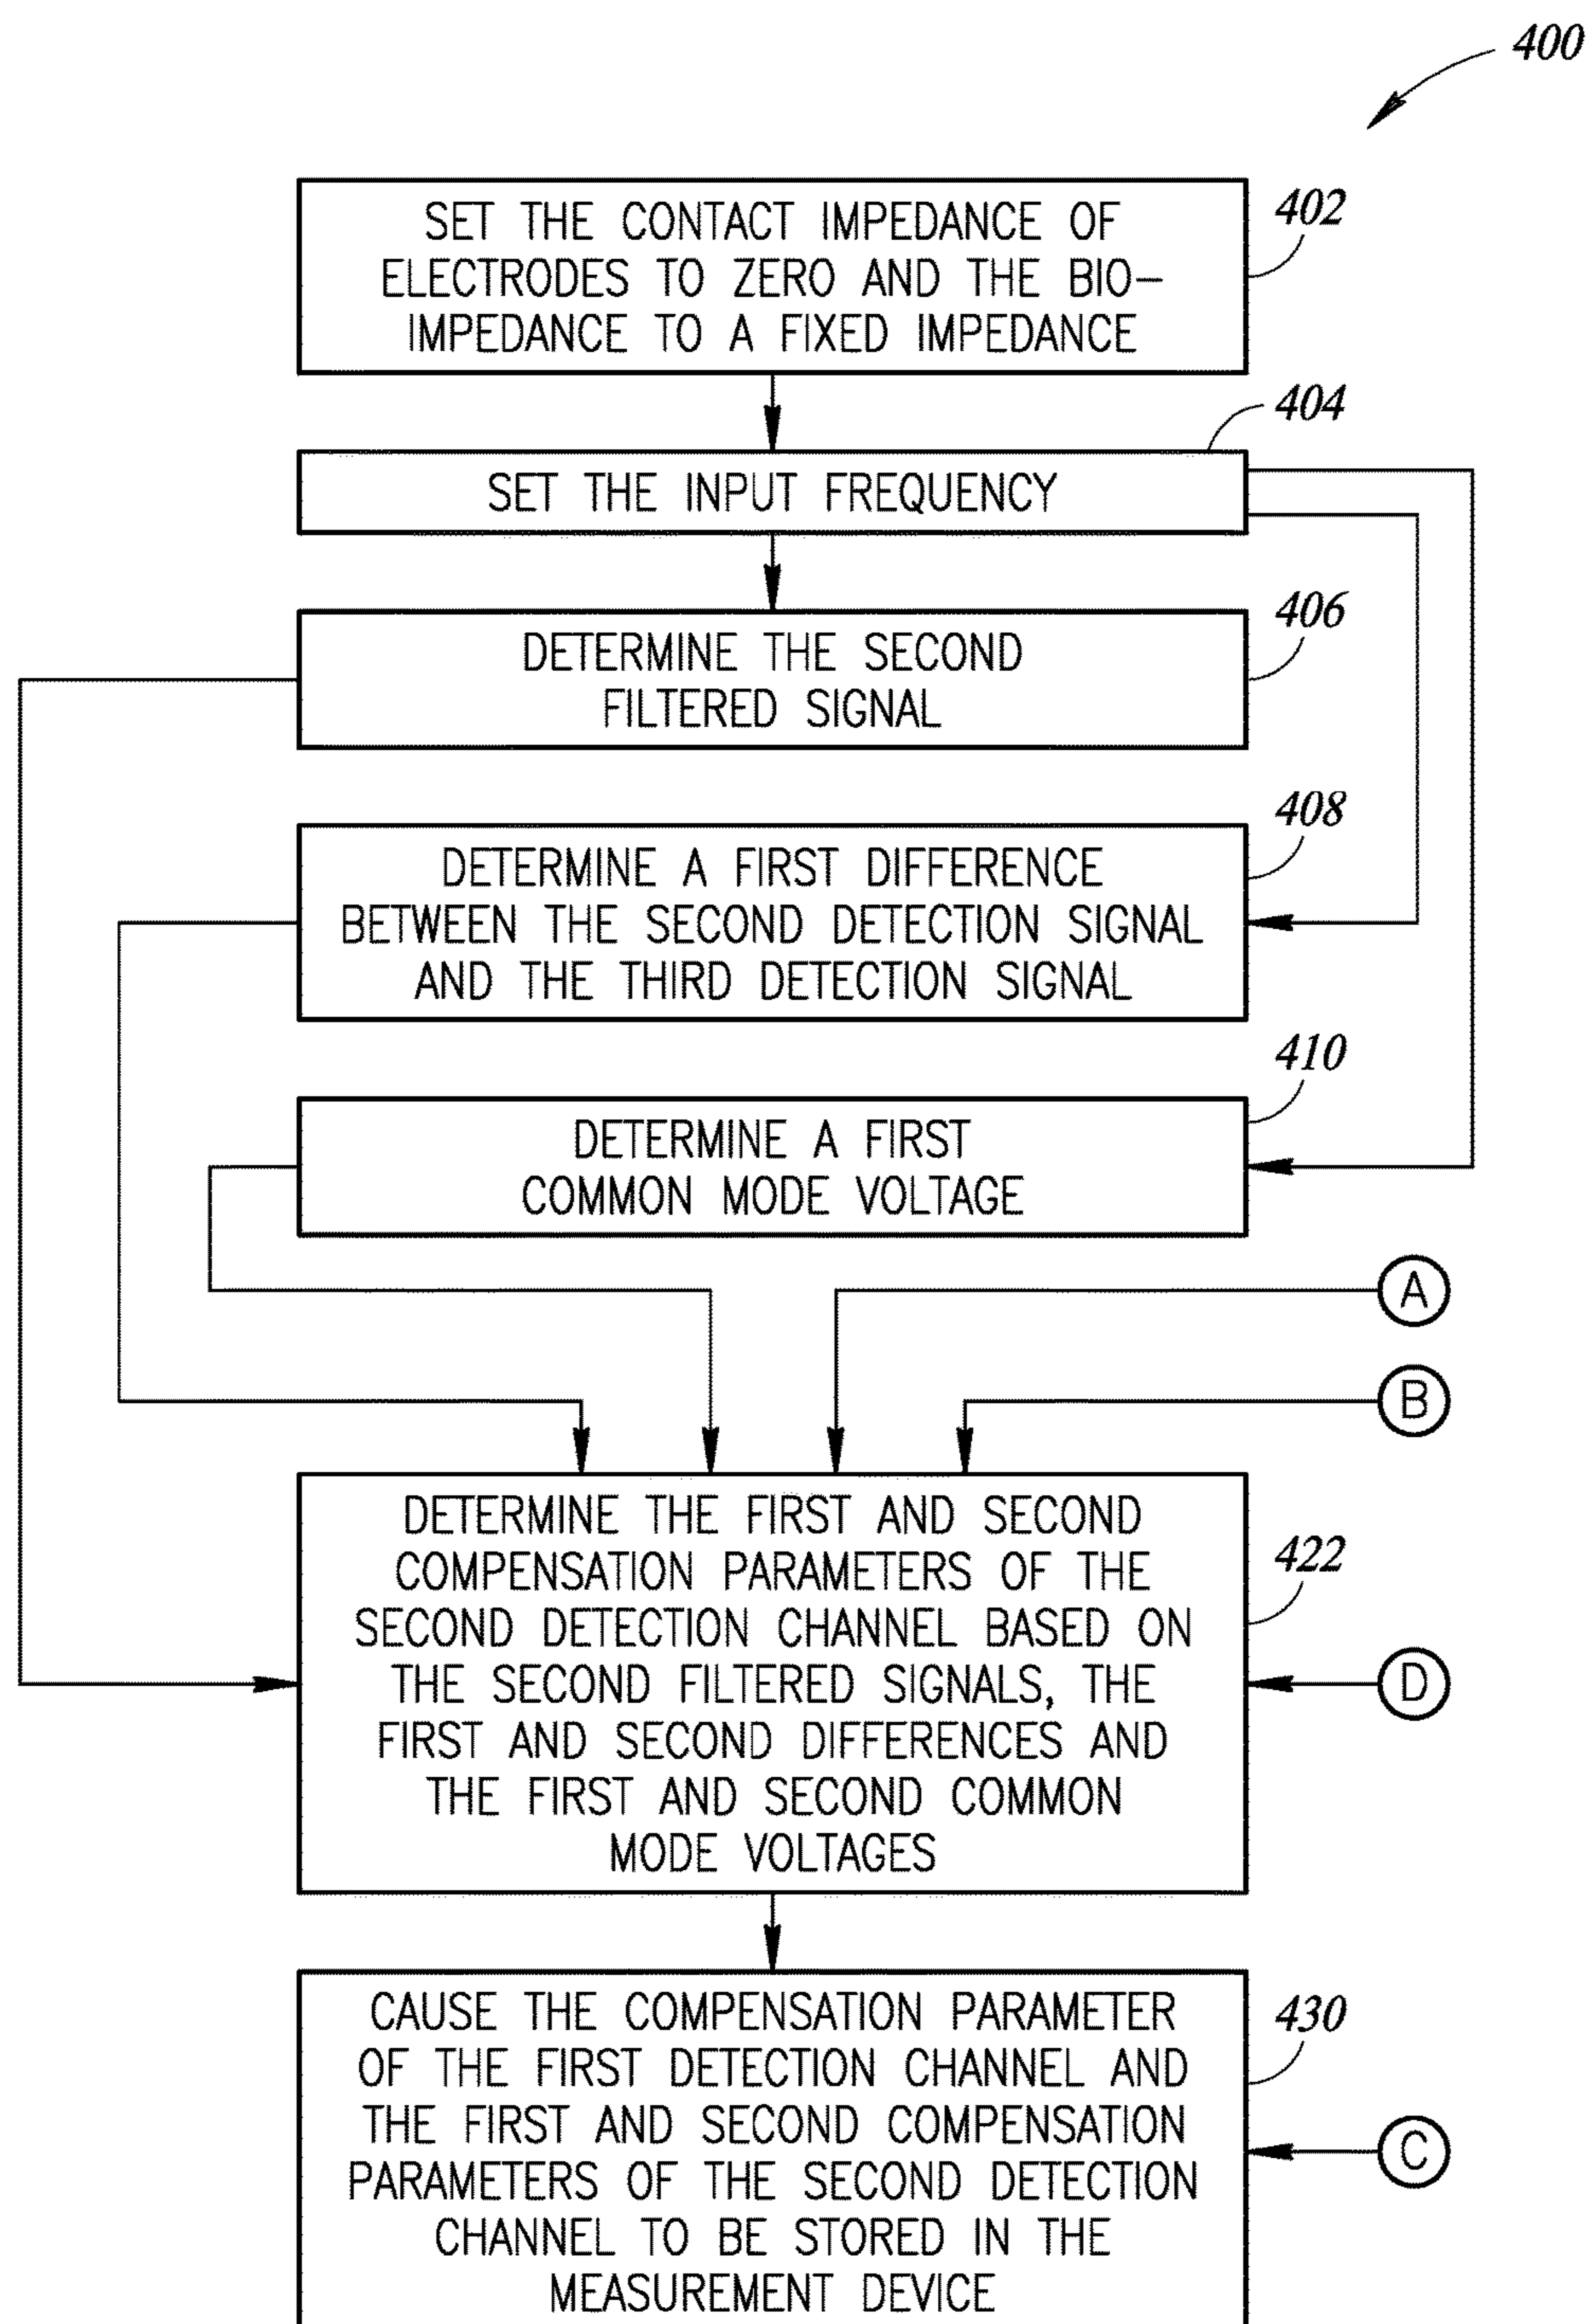 400
SET THE CONTACT IMPEDANCE OF
ELECTRODES TO ZERO AND THE BIO-
IMPEDANCE TO A FIXED IMPEDANCE
402
404
SET THE INPUT FREQUENCY
406
DETERMINE THE SECOND
FILTERED SIGNAL
408
DETERMINE A FIRST DIFFERENCE
BETWEEN THE SECOND DETECTION SIGNAL
AND THE THIRD DETECTION SIGNAL
410
DETERMINE A FIRST
COMMON MODE VOLTAGE
A
B
DETERMINE THE FIRST AND SECOND
COMPENSATION PARAMETERS OF THE
SECOND DETECTION CHANNEL BASED ON
THE SECOND FILTERED SIGNALS, THE
FIRST AND SECOND DIFFERENCES AND
THE FIRST AND SECOND COMMON
MODE VOLTAGES
422
D
CAUSE THE COMPENSATION PARAMETER
OF THE FIRST DETECTION CHANNEL AND
THE FIRST AND SECOND COMPENSATION
PARAMETERS OF THE SECOND DETECTION
CHANNEL TO BE STORED IN THE
MEASUREMENT DEVICE
430
C